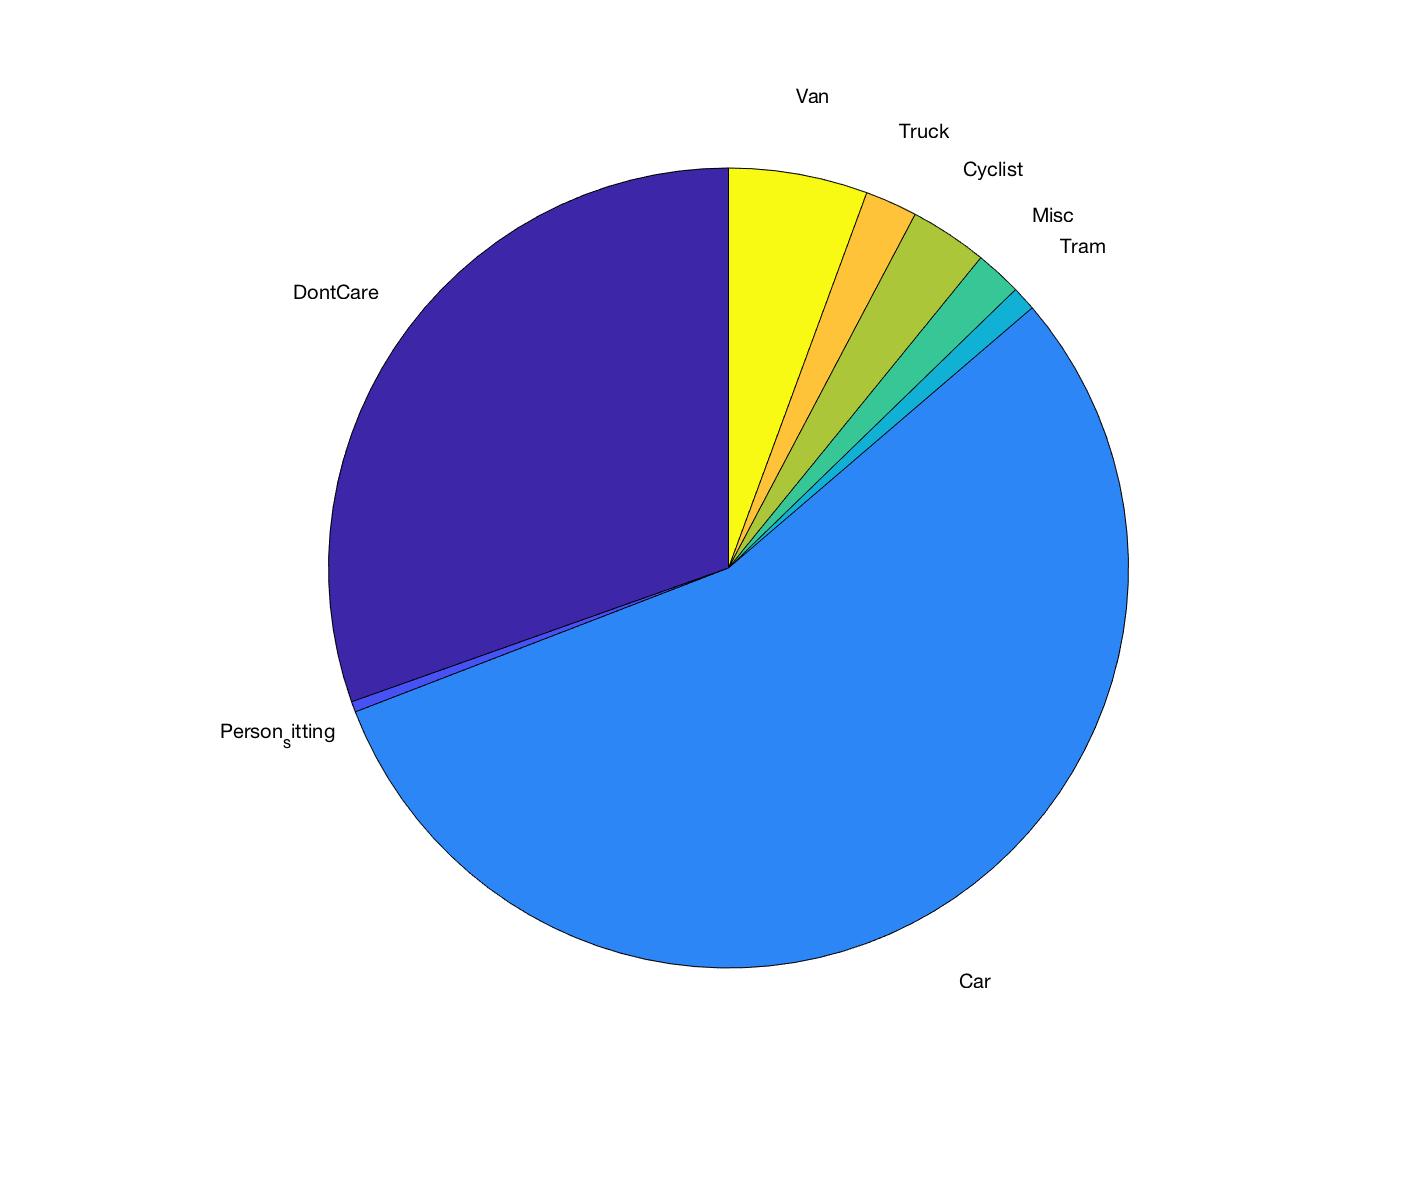 Van
Truck
Cyclist
Misc
Tram
DontCare
Person_sitting
Car